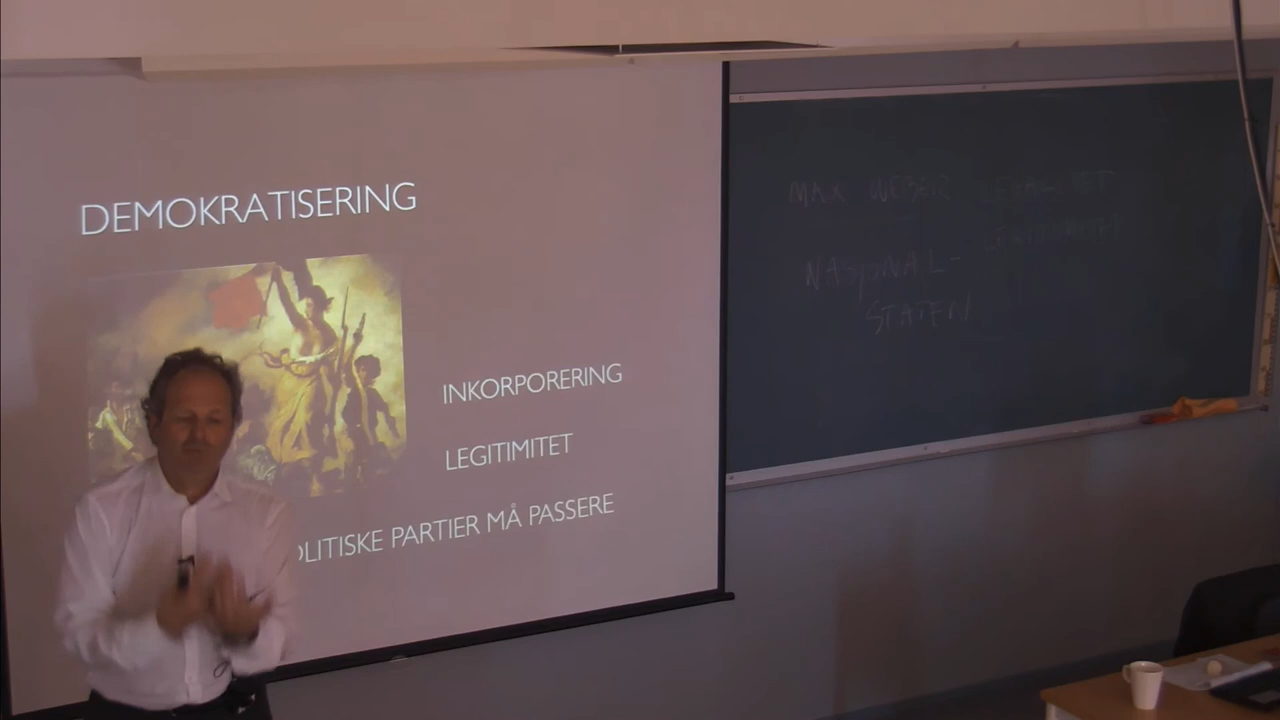 DEMOKRATISERING
INKORPORERING
LEGITIMITET
OLITISKE PARTIER MÅ PASSERE
MAX WEBER
NASJONAL-
STATEN